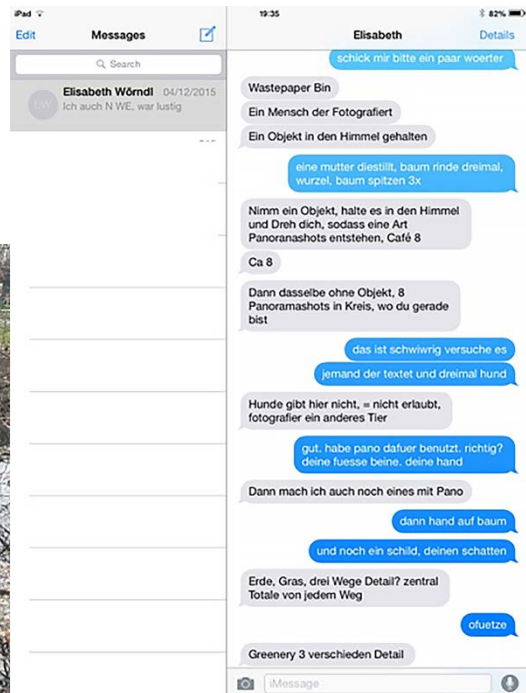 iPad
19:35
82%
Edit
Messages
Elisabeth
Details
Search
EW
Elisabeth Wörndl 04/12/2015
Ich auch N WE, war lustig
schick mir bitte ein paar woerter
Wastepaper Bin
Ein Mensch der Fotografiert
Ein Objekt in den Himmel gehalten
eine mutter diestillt, baum rinde dreimal,
wurzel, baum spitzen 3x
Nimm ein Objekt, halte es in den Himmel
und Dreh dich, sodass eine Art
Panoranashots entstehen, Café 8
Ca 8
Dann dasselbe ohne Objekt, 8
Panoramashots in Kreis, wo du gerade
bist
das ist schwiwrig versuche es
jemand der textet und dreimal hund
Hunde gibt hier nicht, = nicht erlaubt,
fotografier ein anderes Tier
gut. habe pano dafuer benutzt. richtig?
deine fuesse beine. deine hand
Dann mach ich auch noch eines mit Pano
dann hand auf baum
und noch ein schild, deinen schatten
Erde, Gras, drei Wege Detail? zentral
Totale von jedem Weg
ofuetze
Greenery 3 verschieden Detail
iMessage